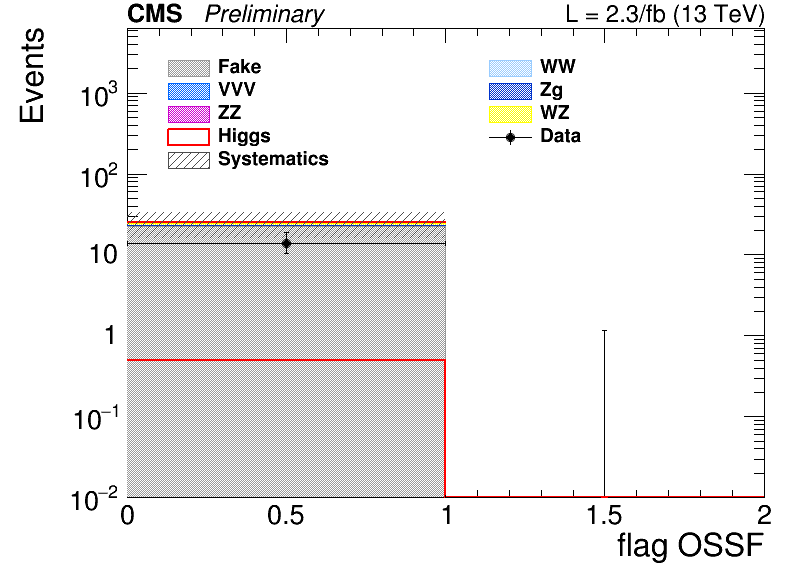 CMS Preliminary L = 2.3/fb (13 TeV)
Events
Fake WW
VVV Zg
ZZ WZ
Higgs Data
Systematics
10³
10²
10
1
10⁻¹
10⁻²
0 0.5 1 1.5 2
flag OSSF